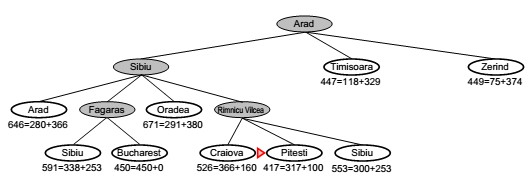 Arad
Sibiu
Timisoara
Zerind
447=118+329
449=75+374
Arad
Fagaras
Oradea
Rimnicu Vilcea
646=280+366
671=291+380
Sibiu
Bucharest
Craiova
Pitesti
Sibiu
591=338+253
450=450+0
526=366+160
417=317+100
553=300+253